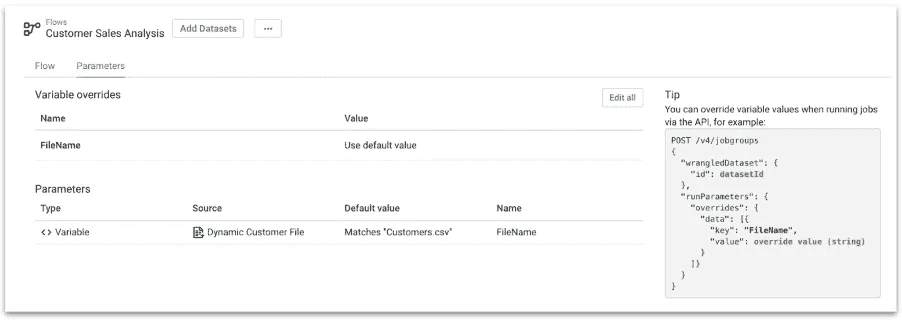 Flows
Customer Sales Analysis
Add Datasets
...
Flow
Parameters
Variable overrides
Edit all
Name
Value
FileName
Use default value
Parameters
Type
Source
Default value
Name
<> Variable
Dynamic Customer File
Matches "Customers.csv"
FileName
Tip
You can override variable values when running jobs
via the API, for example:
POST /v4/jobgroups
{
"wrangledDataset": {
"id": datasetId
},
"runParameters": {
"overrides": {
"data": [{
"key": "FileName",
"value": override value (string)
}
]}
}
}